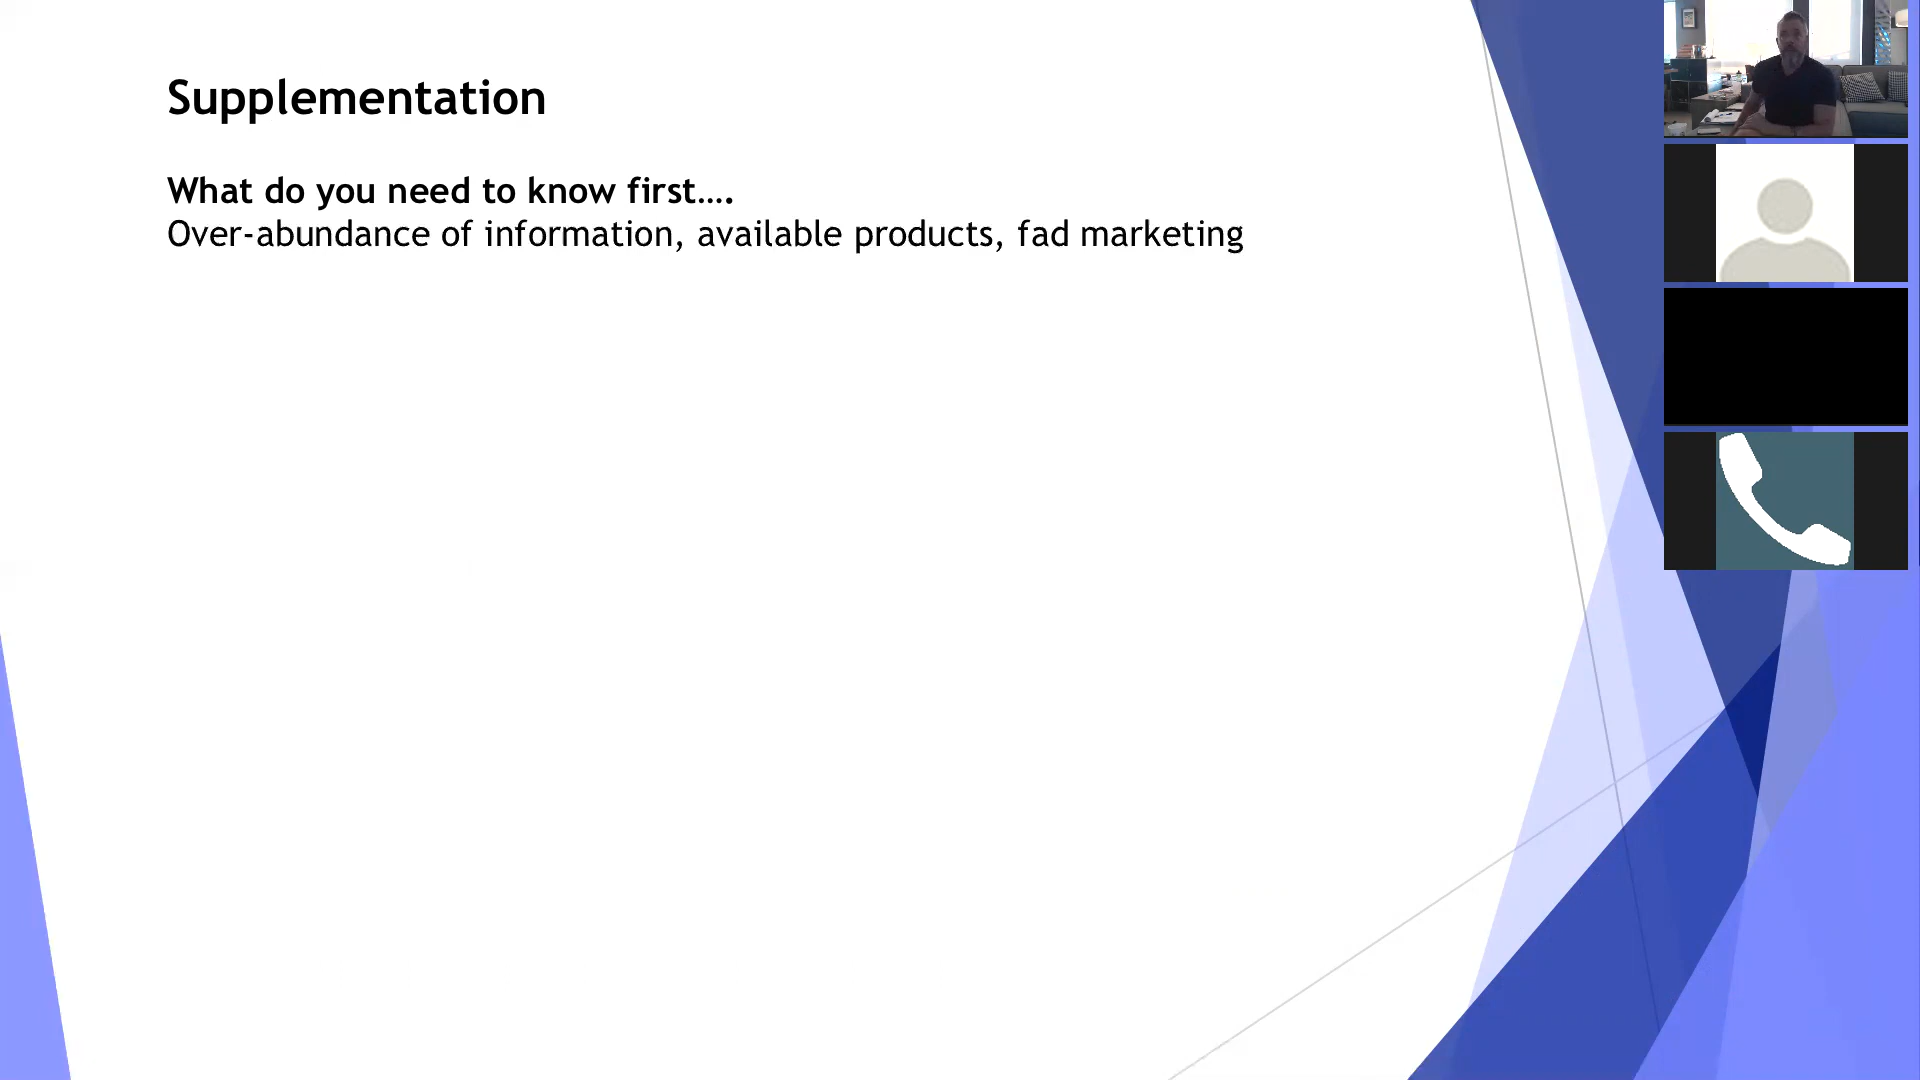 Supplementation
What do you need to know first....
Over-abundance of information, available products, fad marketing